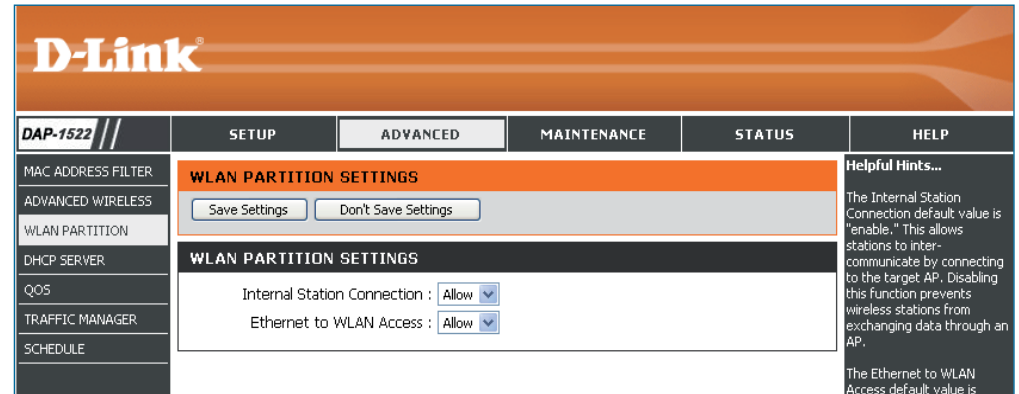 D-Link®
DAP-1522
SETUP
ADVANCED
MAINTENANCE
STATUS
HELP
MAC ADDRESS FILTER
ADVANCED WIRELESS
WLAN PARTITION
DHCP SERVER
QOS
TRAFFIC MANAGER
SCHEDULE
WLAN PARTITION SETTINGS
Save Settings
Don't Save Settings
WLAN PARTITION SETTINGS
Internal Station Connection : Allow
Ethernet to WLAN Access : Allow
Helpful Hints...
The Internal Station
Connection default value is
"enable." This allows
stations to inter-
communicate by connecting
to the target AP. Disabling
this function prevents
wireless stations from
exchanging data through an
AP.
The Ethernet to WLAN
Access default value is